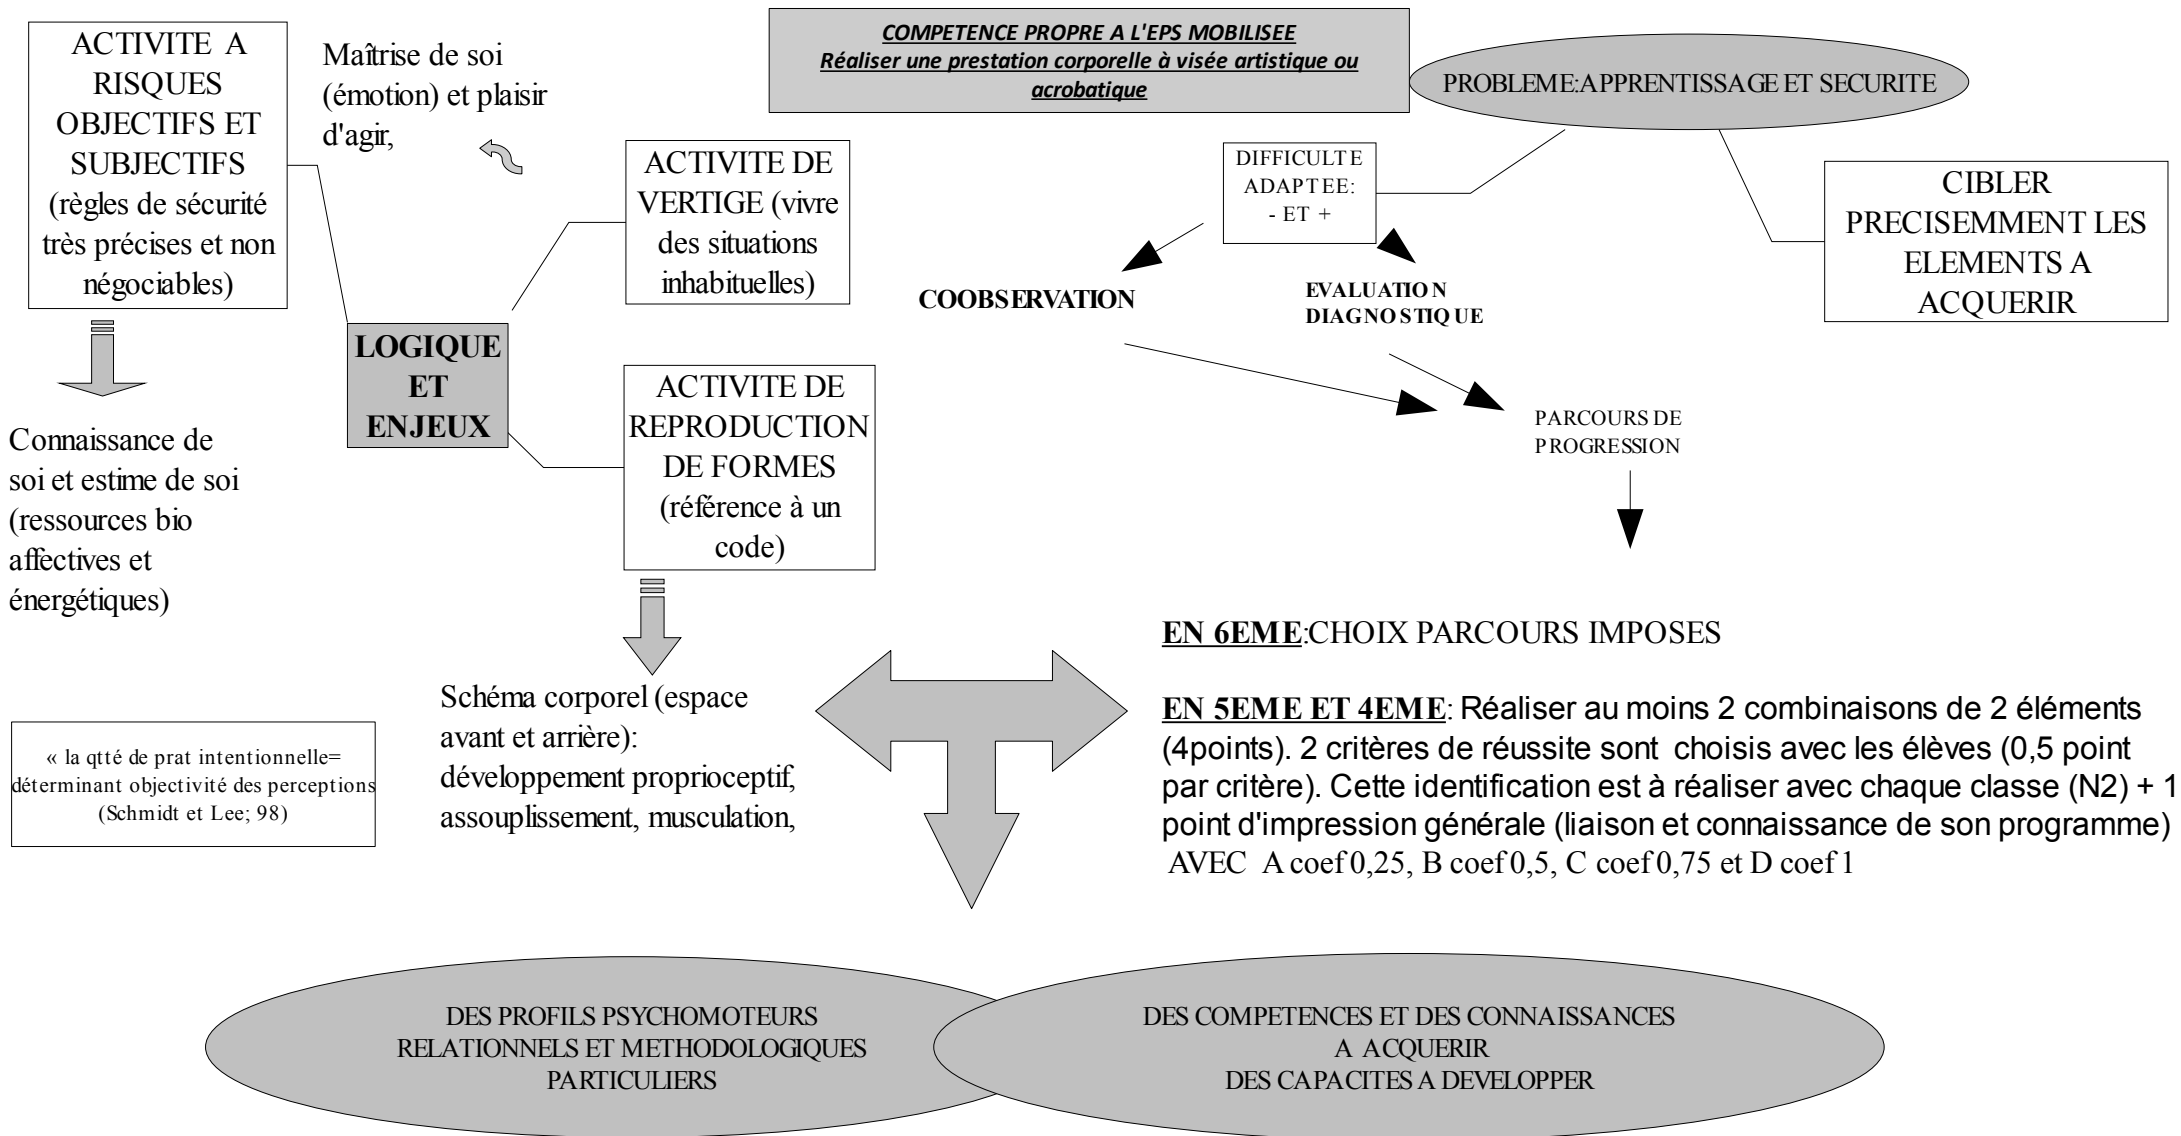 ACTIVITE A
RISQUES
OBJECTIFS ET
SUBJECTIFS
(règles de sécurité
très précises et non
négociables)
Maîtrise de soi
(émotion) et plaisir
d'agir,
COMPETENCE PROPRE A L'EPS MOBILISEE
Réaliser une prestation corporelle à visée artistique ou
acrobatique
PROBLEME:APPRENTISSAGE ET SECURITE
ACTIVITE DE
VERTIGE (vivre
des situations
inhabituelles)
DIFFICULTE
ADAPTEE:
- ET +
CIBLER
PRECISEMMENT LES
ELEMENTS A
ACQUERIR
COOBSERVATION
EVALUATION
DIAGNOSTIQUE
LOGIQUE
ET
ENJEUX
ACTIVITE DE
REPRODUCTION
DE FORMES
(référence à un
code)
PARCOURS DE
PROGRESSION
Connaissance de
soi et estime de soi
(ressources bio
affectives et
énergétiques)
EN 6EME:CHOIX PARCOURS IMPOSES
Schéma corporel (espace
avant et arrière):
développement proprioceptif,
assouplissement, musculation,
EN 5EME ET 4EME: Réaliser au moins 2 combinaisons de 2 éléments
(4points). 2 critères de réussite sont choisis avec les élèves (0,5 point
par critère). Cette identification est à réaliser avec chaque classe (N2) + 1
point d'impression générale (liaison et connaissance de son programme)
AVEC A coef 0,25, B coef 0,5, C coef 0,75 et D coef 1
« la qtté de prat intentionnelle=
déterminant objectivité des perceptions
(Schmidt et Lee; 98)
DES PROFILS PSYCHOMOTEURS
RELATIONNELS ET METHODOLOGIQUES
PARTICULIERS
DES COMPETENCES ET DES CONNAISSANCES
A ACQUERIR
DES CAPACITES A DEVELOPPER